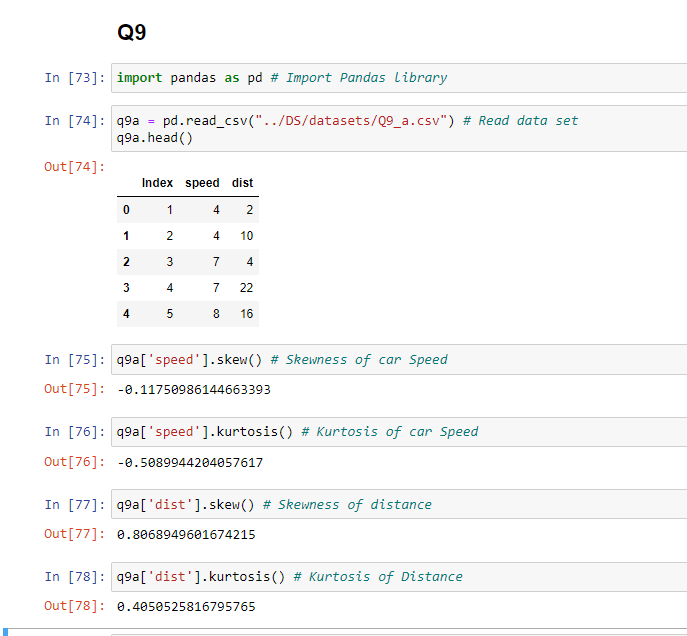 Q9
In [73]: import pandas as pd # Import Pandas library
In [74]: q9a = pd.read_csv("../DS/datasets/Q9_a.csv") # Read data set
q9a.head()
Out[74]:
Index speed dist
0 1 4 2
1 2 4 10
2 3 7 4
3 4 7 22
4 5 8 16
In [75]: q9a['speed'].skew() # Skewness of car Speed
Out[75]: -0.11750986144663393
In [76]: q9a['speed'].kurtosis() # Kurtosis of car Speed
Out[76]: -0.5089944204057617
In [77]: q9a['dist'].skew() # Skewness of distance
Out[77]: 0.8068949601674215
In [78]: q9a['dist'].kurtosis() # Kurtosis of Distance
Out[78]: 0.4050525816795765